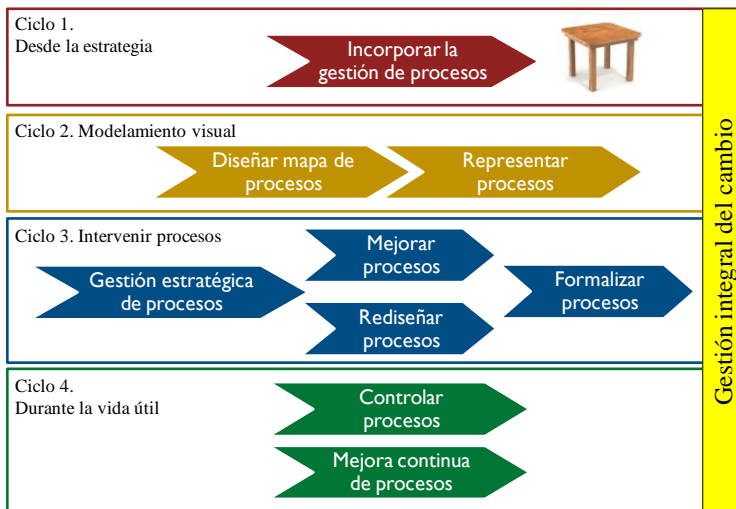 Ciclo 1.
Desde la estrategia
Incorporar la
gestión de procesos
Ciclo 2. Modelamiento visual
Diseñar mapa de
procesos
Representar
procesos
Ciclo 3. Intervenir procesos
Gestión estratégica
de procesos
Mejorar
procesos
Rediseñar
procesos
Formalizar
procesos
Ciclo 4.
Durante la vida útil
Controlar
procesos
Mejora continua
de procesos
Gestión integral del cambio